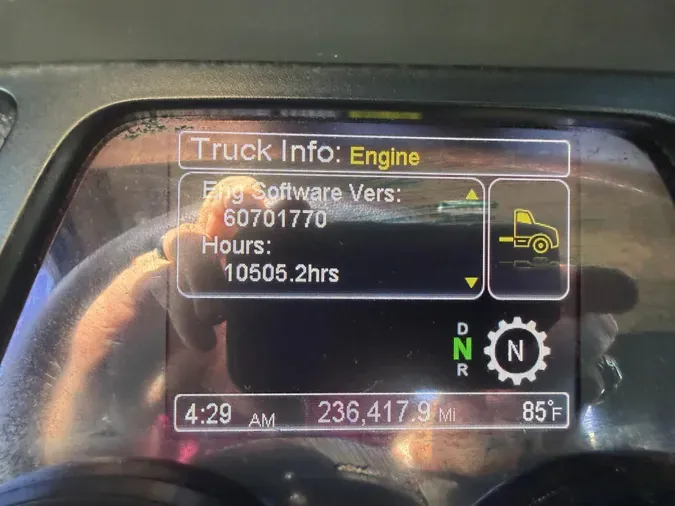 Truck Info: Engine
Eng Software Vers:
60701770
Hours:
10505.2hrs
D
N
R
N
4:29 AM 236,417.9 Mi 85°F